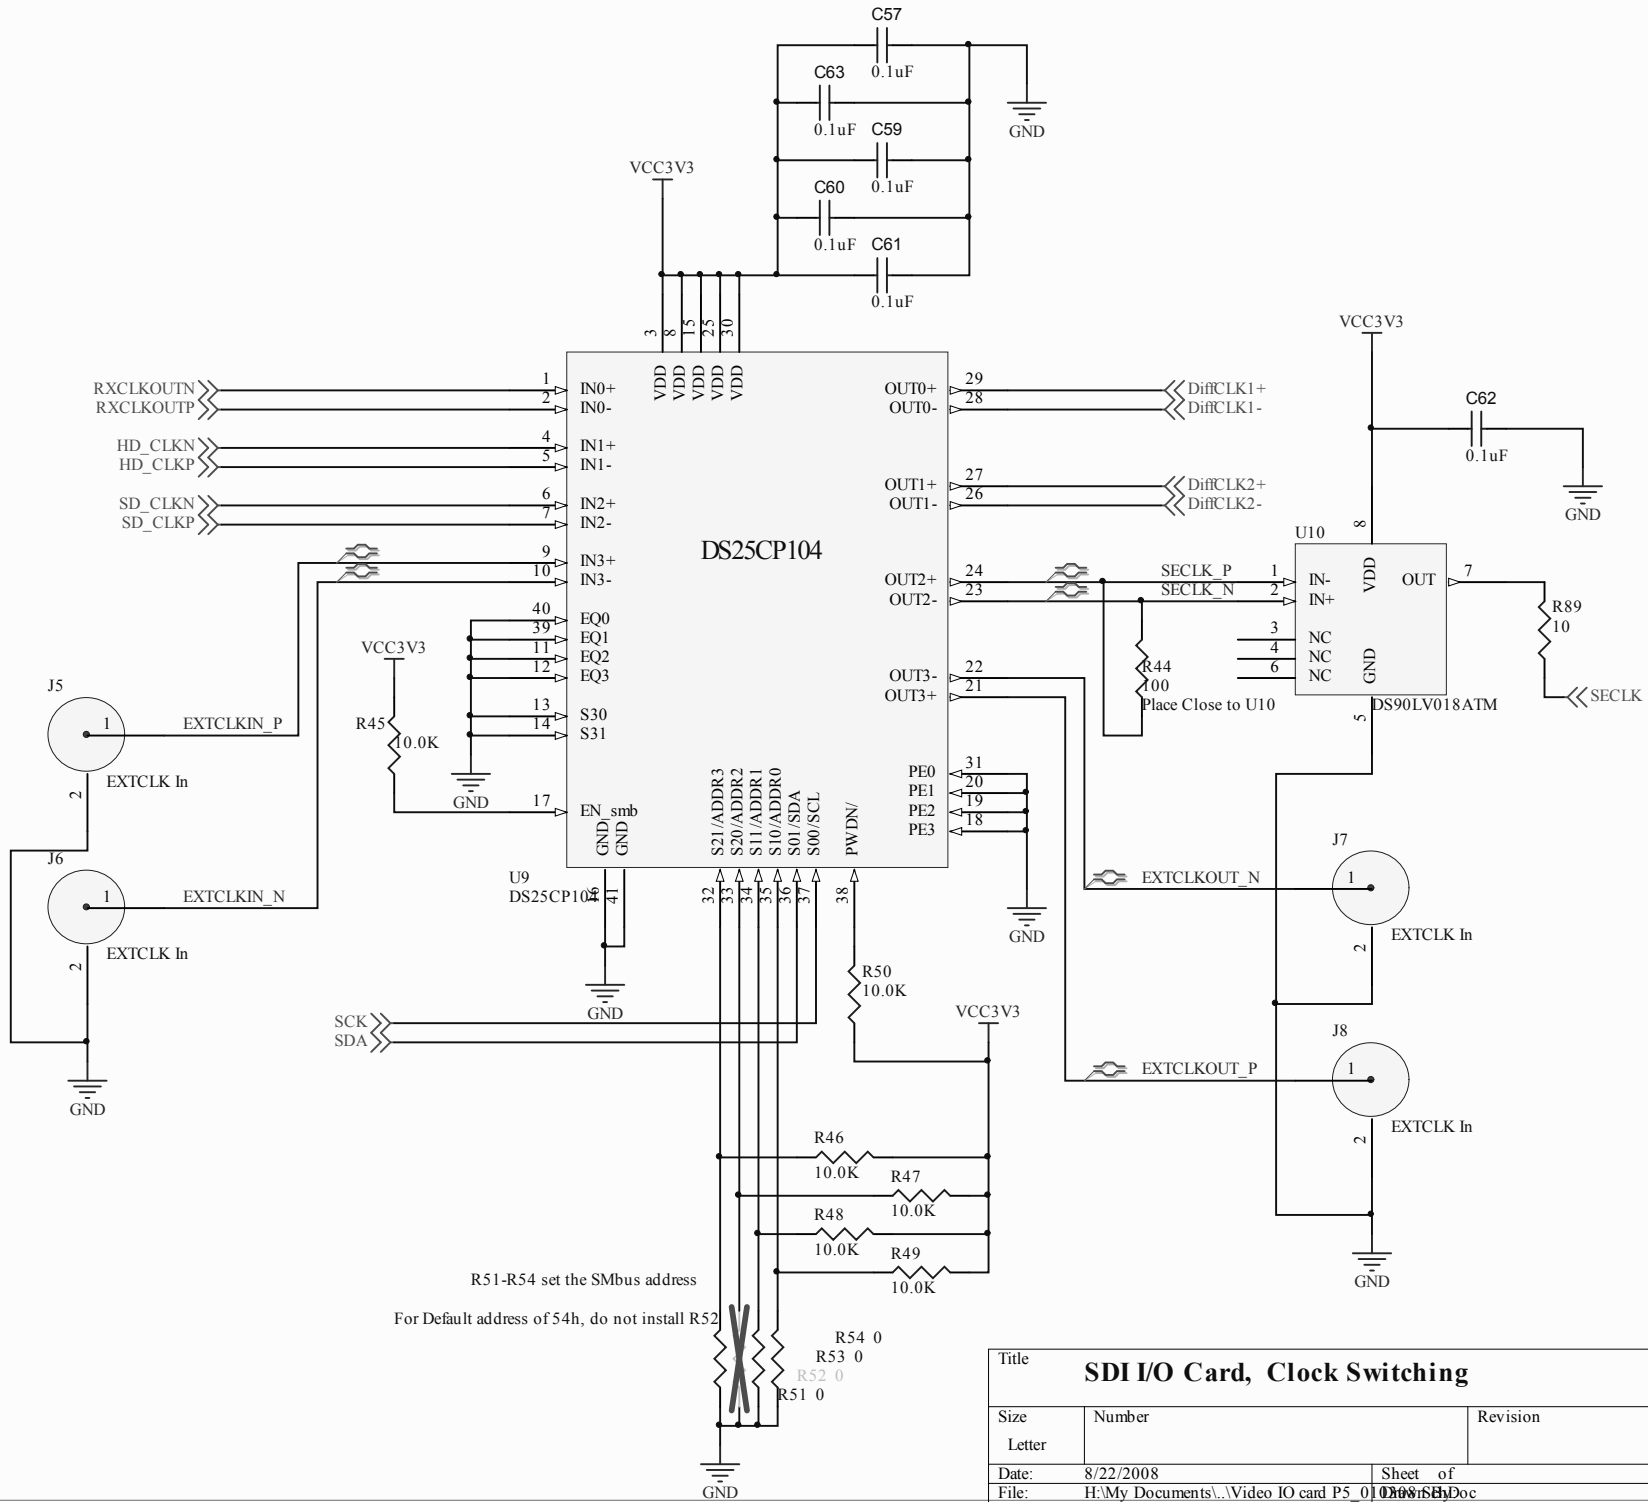 C57
0.1uF
C63
0.1uF
C59
0.1uF
C60
0.1uF
C61
0.1uF
GND
VCC3V3
3
8
15
25
30
VDD
VDD
VDD
VDD
VDD
RXCLKOUTN
RXCLKOUTP
HD_CLKN
HD_CLKP
SD_CLKN
SD_CLKP
1 IN0+
2 IN0-
4 IN1+
5 IN1-
6 IN2+
7 IN2-
9 IN3+
10 IN3-
40 EQ0
39 EQ1
11 EQ2
12 EQ3
13 S30
14 S31
17 EN_smb
GND
VCC3V3
R45
10.0K
DS25CP104
OUT0+ 29 DiffCLK1+
OUT0- 28 DiffCLK1-
OUT1+ 27 DiffCLK2+
OUT1- 26 DiffCLK2-
OUT2+ 24 SECLK_P
OUT2- 23 SECLK_N
OUT3- 22
OUT3+ 21
PE0 31
PE1 20
PE2 19
PE3 18
GND
VCC3V3
C62
0.1uF
GND
U10
8
VDD
1 IN-
2 IN+
3 NC
4 NC
6 NC
OUT 7
GND
5
DS90LV018ATM
R89
10
SECLK
R44
100
Place Close to U10
J5
1
EXTCLKIN_P
EXTCLK In
2
J6
1
EXTCLKIN_N
EXTCLK In
2
GND
GND
GND
U9
DS25CP104
41
GND
S21/ADDR3
S20/ADDR2
S11/ADDR1
S10/ADDR0
S01/SDA
S00/SCL
PWDN/
32
33
34
35
36
37
38
SCK
SDA
R50
10.0K
VCC3V3
J7
EXTCLKOUT_N
1
2
EXTCLK In
J8
EXTCLKOUT_P
1
2
EXTCLK In
GND
R46
10.0K
R47
10.0K
R48
10.0K
R49
10.0K
R51-R54 set the SMbus address
For Default address of 54h, do not install R52
R54 0
R53 0
R52 0
R51 0
GND
Title
SDI I/O Card, Clock Switching
Size
Letter
Number
Revision
Date: 8/22/2008
Sheet of
File: H:\My Documents\..\Video IO card P5_01